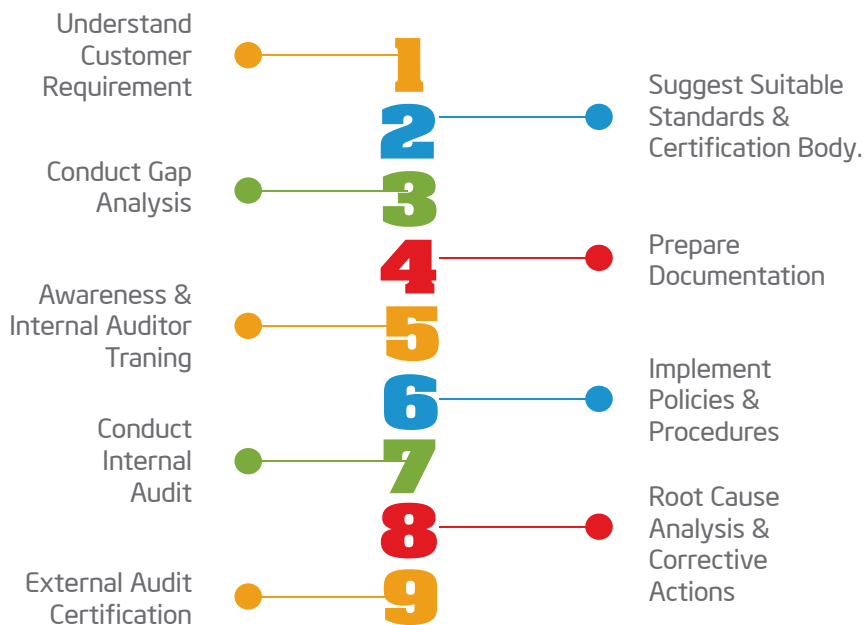 Understand
Customer
Requirement
1
2
Suggest Suitable
Standards &
Certification Body.
Conduct Gap
Analysis
3
4
Prepare
Documentation
Awareness &
Internal Auditor
Traning
5
6
Implement
Policies &
Procedures
Conduct
Internal
Audit
7
8
Root Cause
Analysis &
Corrective
Actions
External Audit
Certification
9